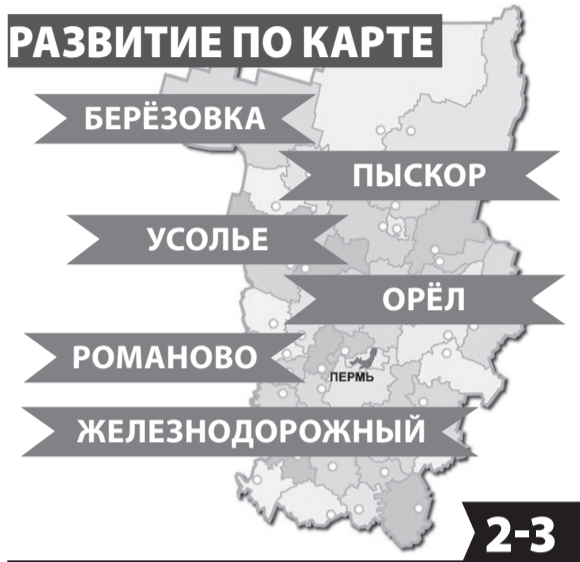 РАЗВИТИЕ ПО КАРТЕ
БЕРЁЗОВКА
ПЫСКОР
УСОЛЬЕ
ОРЁЛ
РОМАНОВО
ПЕРМЬ
ЖЕЛЕЗНОДОРОЖНЫЙ
2-3